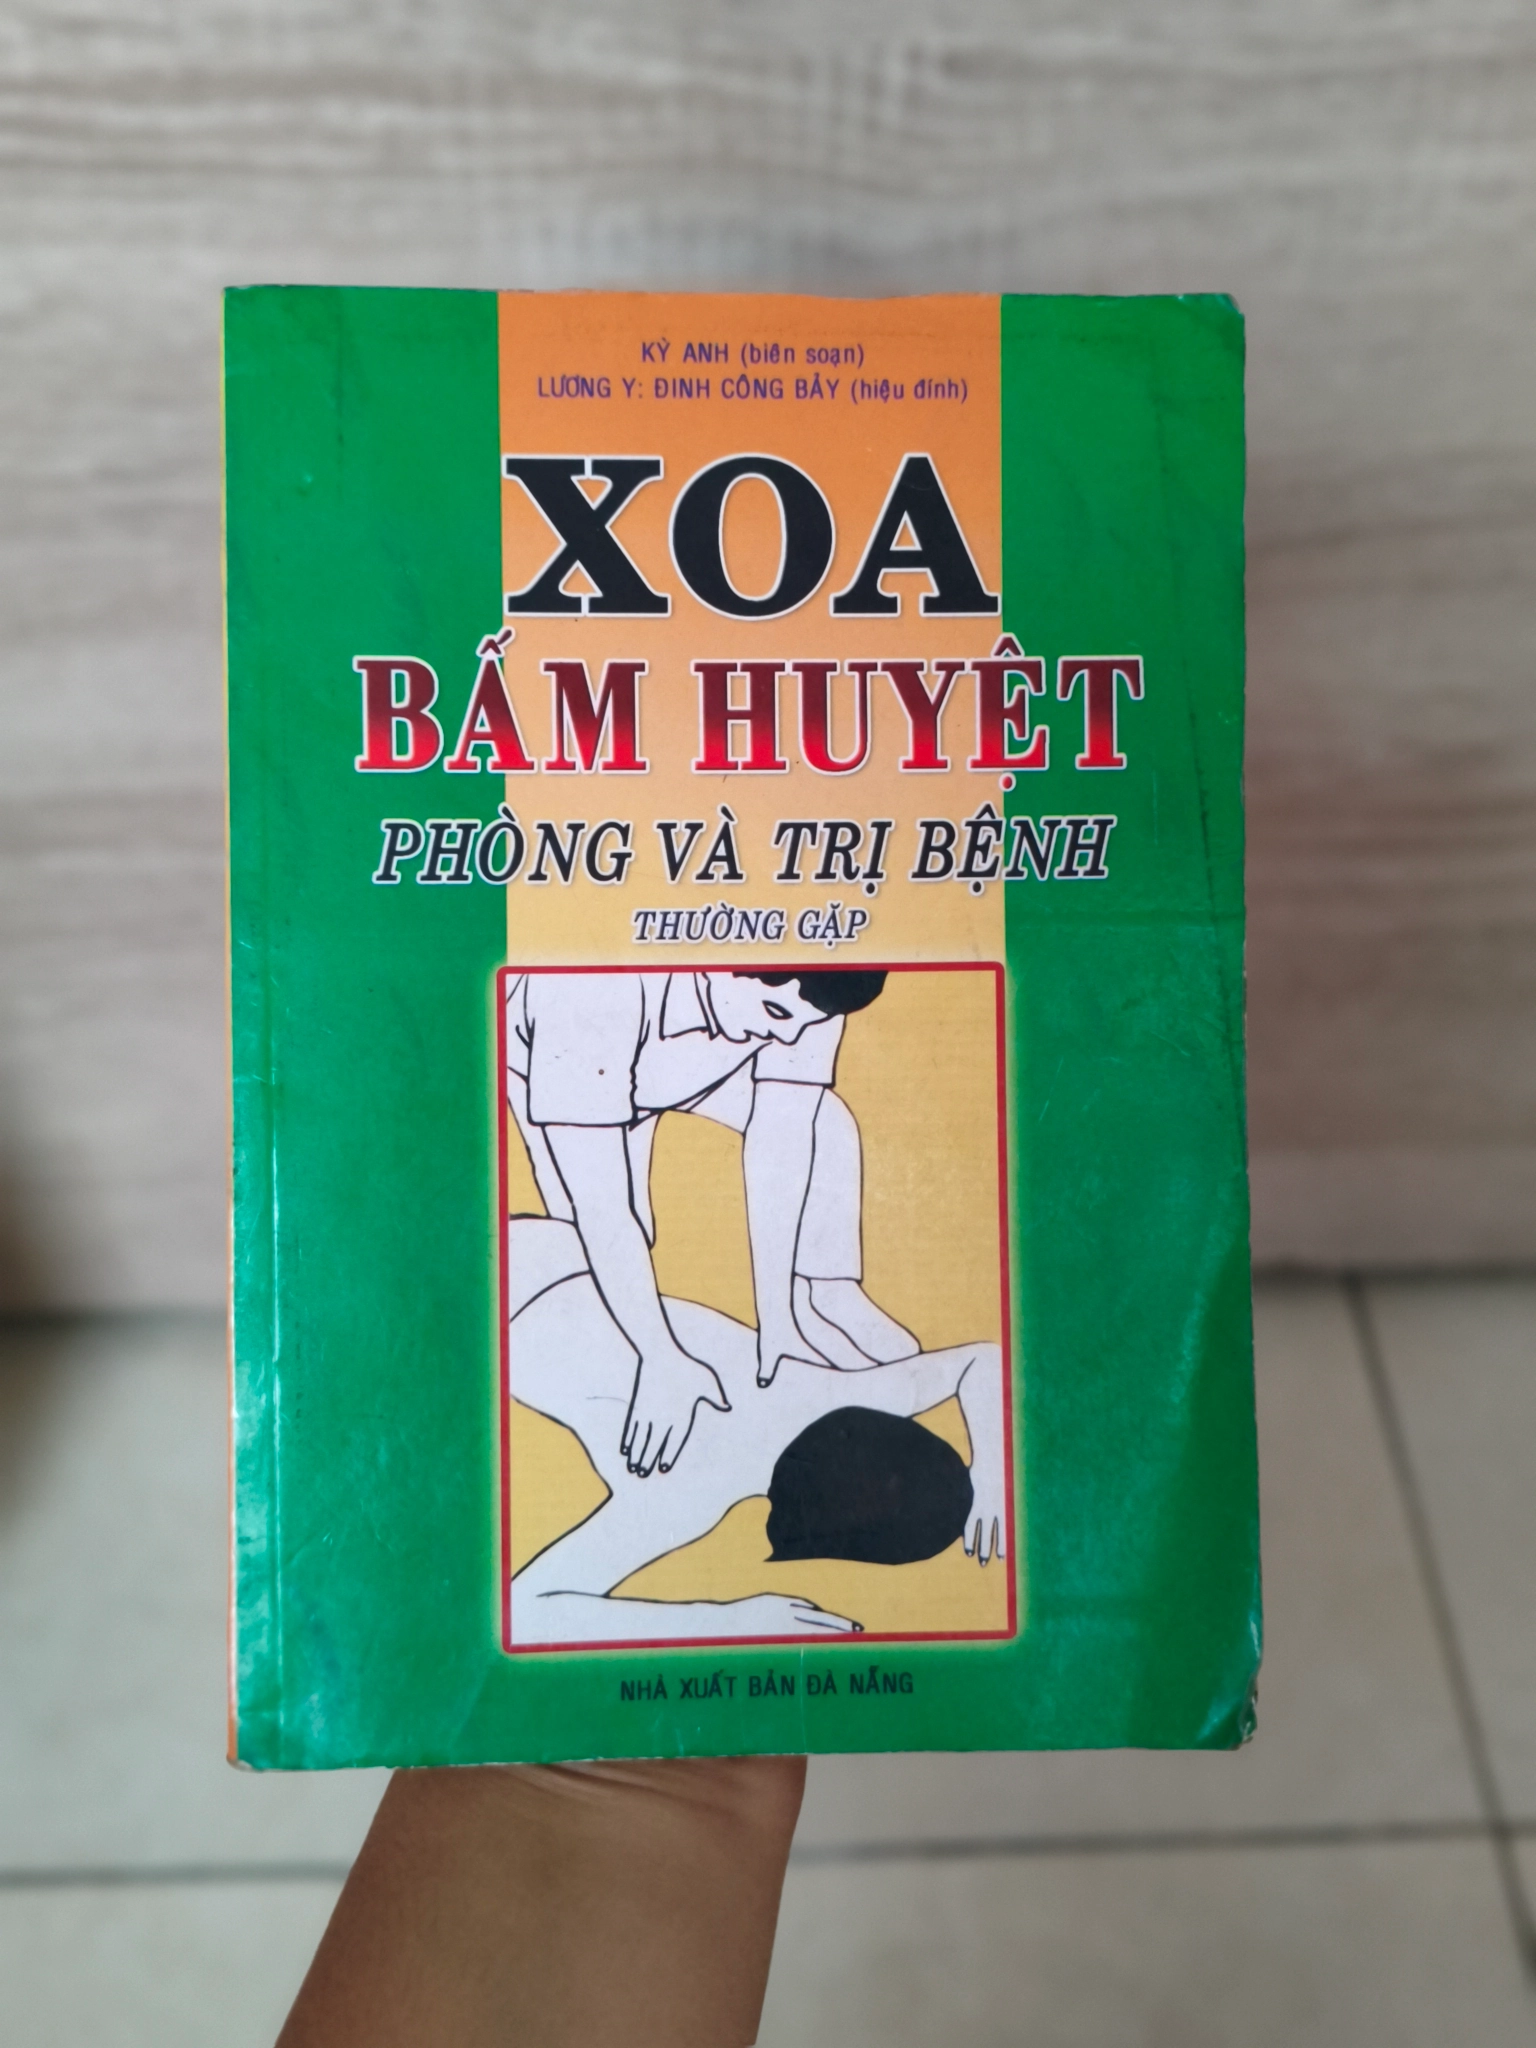 KỲ ANH (biên soạn)
LƯƠNG Y: ĐINH CÔNG BẢY (hiệu đính)
XOA
BẤM HUYỆT
PHÒNG VÀ TRỊ BỆNH
THƯỜNG GẶP
NHÀ XUẤT BẢN ĐÀ NẴNG